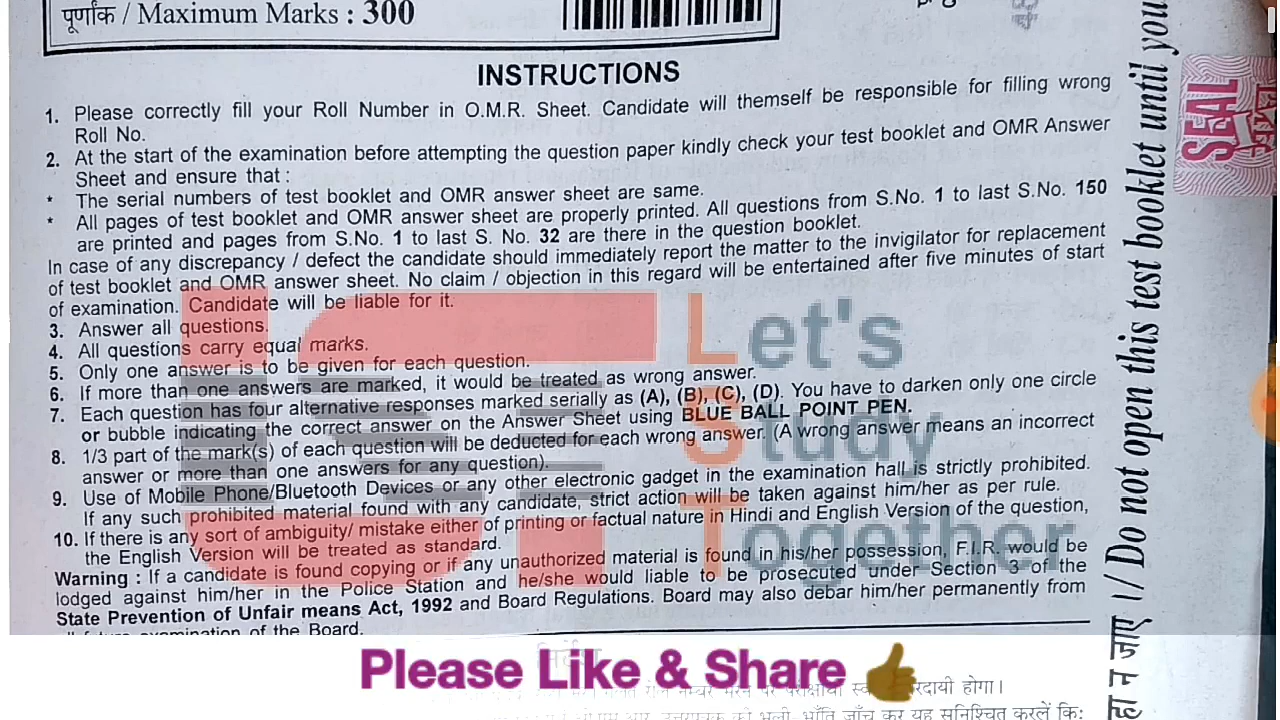 पूर्णांक / Maximum Marks : 300
INSTRUCTIONS
1. Please correctly fill your Roll Number in O.M.R. Sheet. Candidate will themself be responsible for filling wrong
Roll No.
2. At the start of the examination before attempting the question paper kindly check your test booklet and OMR Answer
Sheet and ensure that :
* The serial numbers of test booklet and OMR answer sheet are same.
* All pages of test booklet and OMR answer sheet are properly printed. All questions from S.No. 1 to last S.No. 150
are printed and pages from S.No. 1 to last S. No. 32 are there in the question booklet.
In case of any discrepancy / defect the candidate should immediately report the matter to the invigilator for replacement
of test booklet and OMR answer sheet. No claim / objection in this regard will be entertained after five minutes of start
of examination. Candidate will be liable for it.
3. Answer all questions.
4. All questions carry equal marks.
5. Only one answer is to be given for each question.
6. If more than one answers are marked, it would be treated as wrong answer.
7. Each question has four alternative responses marked serially as (A), (B), (C), (D). You have to darken only one circle
or bubble indicating the correct answer on the Answer Sheet using BLUE BALL POINT PEN.
8. 1/3 part of the mark(s) of each question will be deducted for each wrong answer. (A wrong answer means an incorrect
answer or more than one answers for any question).
9. Use of Mobile Phone/Bluetooth Devices or any other electronic gadget in the examination hall is strictly prohibited.
If any such prohibited material found with any candidate, strict action will be taken against him/her as per rule.
10. If there is any sort of ambiguity/ mistake either of printing or factual nature in Hindi and English Version of the question,
the English Version will be treated as standard.
Warning : If a candidate is found copying or if any unauthorized material is found in his/her possession, F.I.R. would be
lodged against him/her in the Police Station and he/she would liable to be prosecuted under Section 3 of the
State Prevention of Unfair means Act, 1992 and Board Regulations. Board may also debar him/her permanently from
all future examination of the Board.
Let's
Study
Together
Please Like & Share
होगा।
जाँच कर यह सुनिश्चित करलें कि:
न जाए । / Do not open this test booklet until you
SEAL